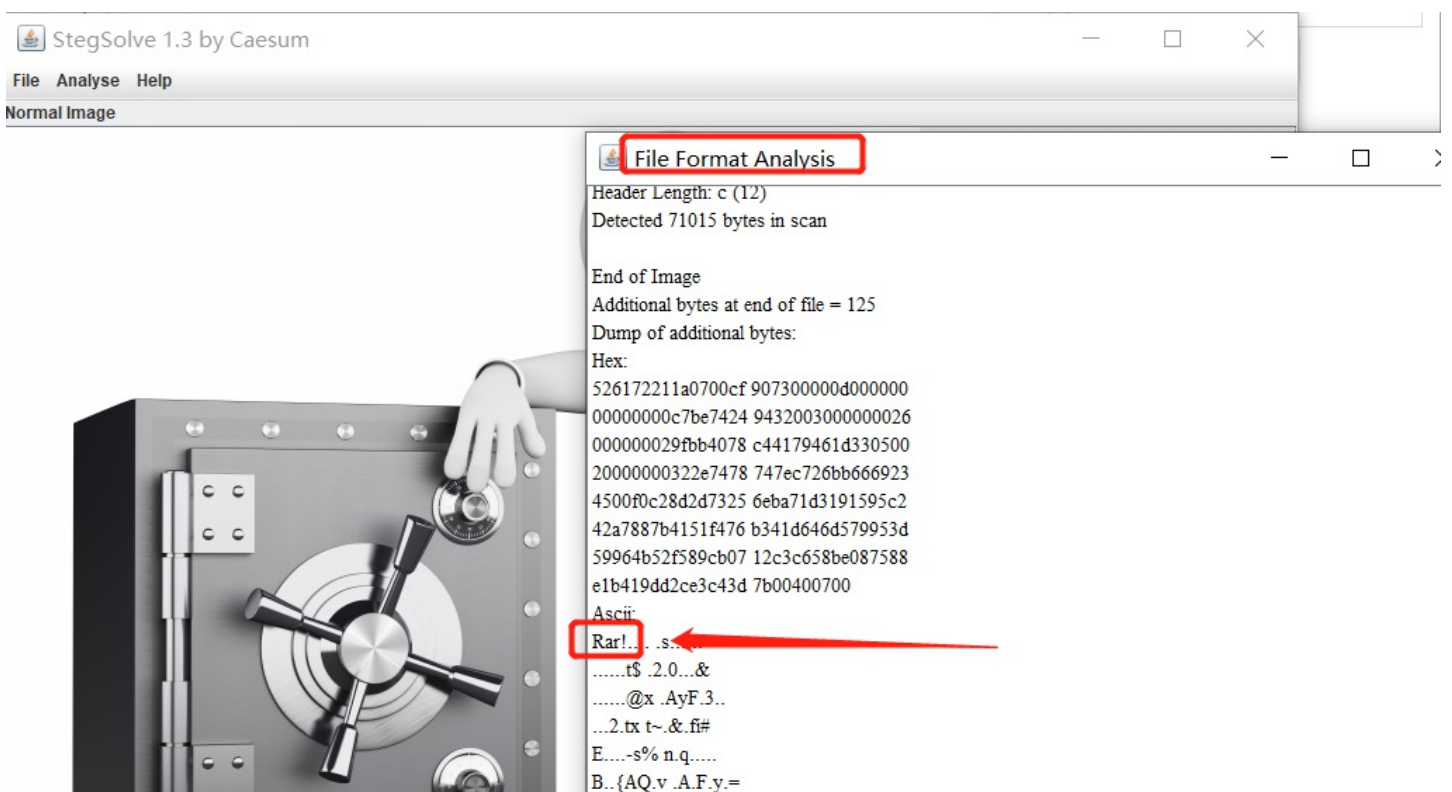 StegSolve 1.3 by Caesum
File Analyse Help
Normal Image
File Format Analysis
Header Length: c (12)
Detected 71015 bytes in scan
End of Image
Additional bytes at end of file = 125
Dump of additional bytes:
Hex:
526172211a0700cf 907300000d000000
00000000c7be7424 9432003000000026
000000029fbb4078 c44179461d330500
20000000322e7478 747ec726bb666923
4500f0c28d2d7325 6eba71d3191595c2
42a7887b4151f476 b341d646d579953d
59964b52f589cb07 12c3c658be087588
e1b419dd2ce3c43d 7b00400700
Ascii:
Rar!.... .s......
......t$ .2.0...&
......@x .AyF.3..
...2.tx t~.&.fi#
E....-s% n.q.....
B..{AQ.v .A.F.y.=